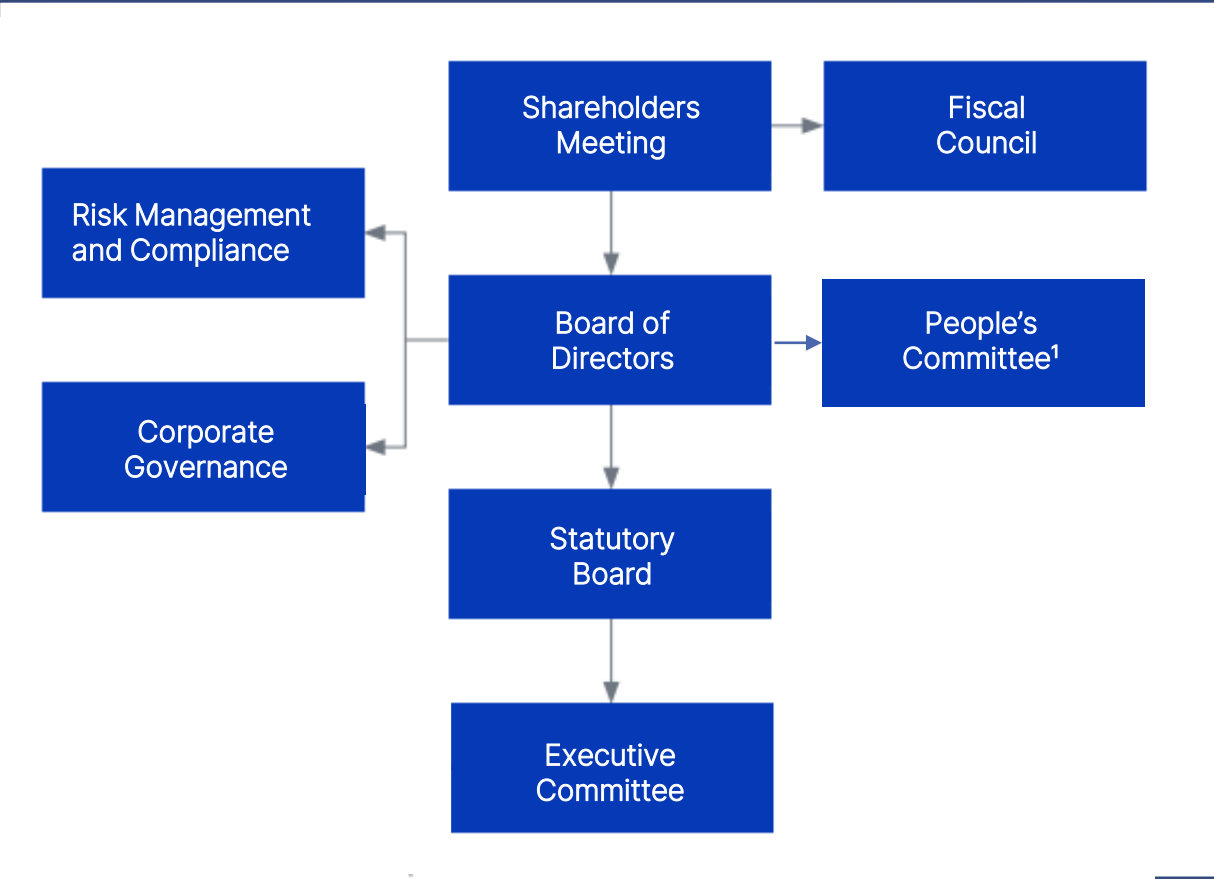 Shareholders
Meeting
Fiscal
Council
Risk Management
and Compliance
Board of
Directors
People’s
Committee¹
Corporate
Governance
Statutory
Board
Executive
Committee